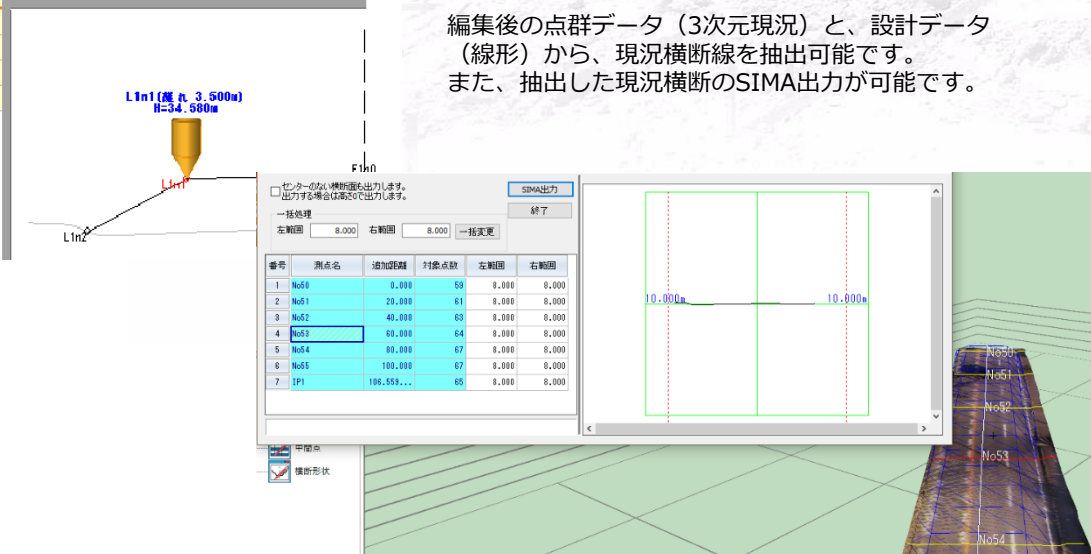 編集後の点群データ（3次元現況）と、設計データ
（線形）から、現況横断線を抽出可能です。
また、抽出した現況横断のSIMA出力が可能です。
L1n1(離れ 3.500m)
H=34.580m
L1n1
L1n2
センターのない横断面も出力します。
出力する場合は高さ0で出力します。
SIMA出力
終了
一括処理
左範囲 8.000 右範囲 8.000 一括変更
番号 測点名 追加距離 対象点数 左範囲 右範囲
1 No50 0.000 59 8.000 8.000
2 No51 20.000 61 8.000 8.000
3 No52 40.000 63 8.000 8.000
4 No53 60.000 64 8.000 8.000
5 No54 80.000 67 8.000 8.000
6 No55 100.000 67 8.000 8.000
7 IP1 106.559... 65 8.000 8.000
10.000m 10.000m
中間点
横断形状
No50
No51
No52
No53
No54